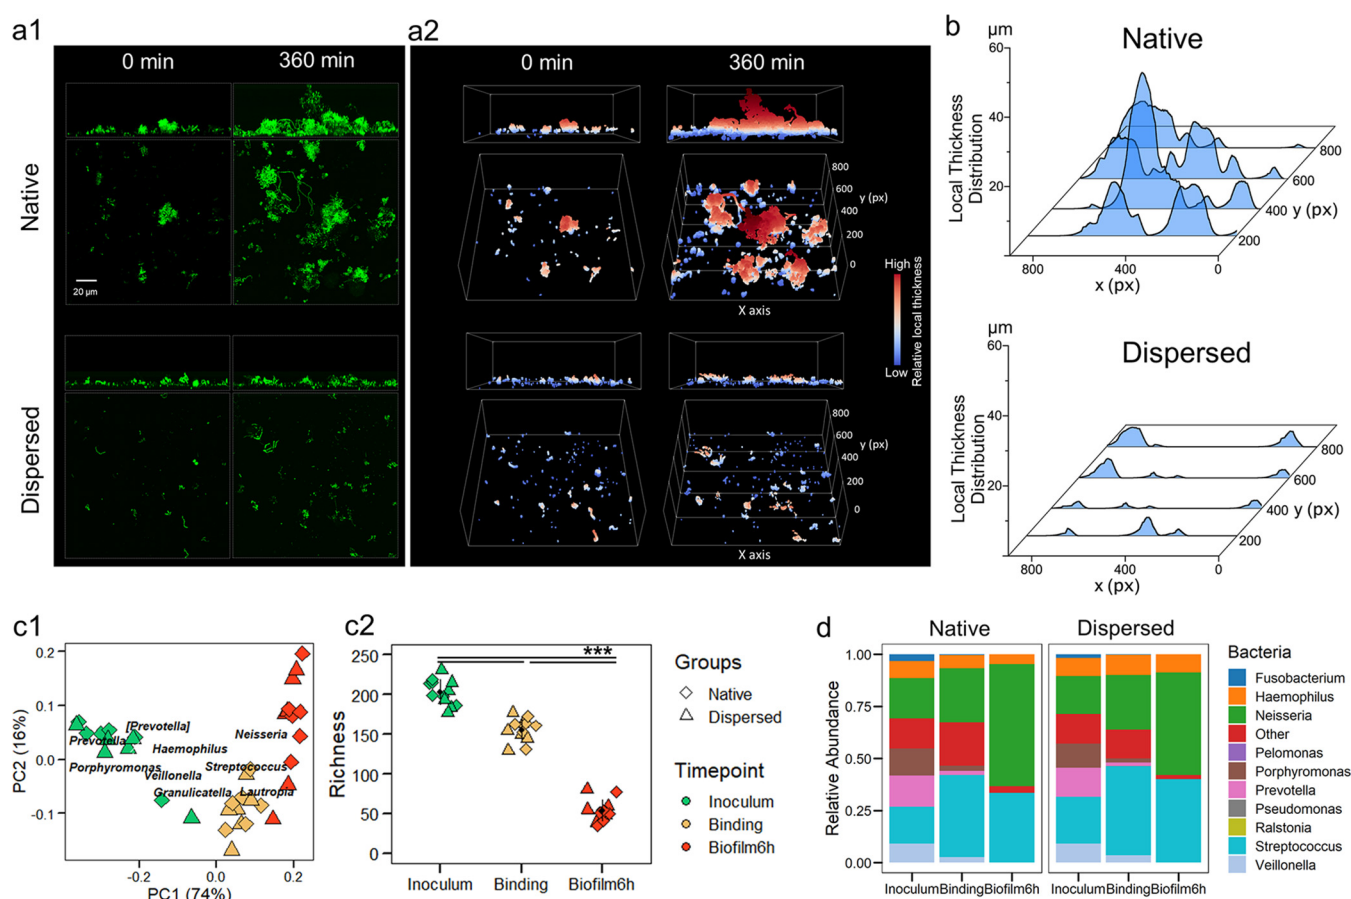 a1
0 min
360 min
Native
20 µm
Dispersed
a2
0 min
360 min
800
600
y (px)
400
200
0
X axis
High
Relative local thickness
Low
800
600
y (px)
400
200
0
X axis
b
Native
µm
60
40
20
Local Thickness
Distribution
800
600
400
y (px)
200
800
400
0
x (px)
Dispersed
µm
60
40
20
Local Thickness
Distribution
800
600
400
y (px)
200
800
400
0
x (px)
c1
0.2
0.1
0.0
-0.1
PC2 (16%)
[Prevotella]
Prevotella
Neisseria
Haemophilus
Porphyromonas
Streptococcus
Veillonella
Granulicatella
Lautropia
-0.2
0.0
0.2
PC1 (74%)
c2
250
200
150
100
50
0
Richness
***
Inoculum
Binding
Biofilm6h
Groups
Native
Dispersed
Timepoint
Inoculum
Binding
Biofilm6h
d
Native
Dispersed
1.00
0.75
0.50
0.25
0.00
Relative Abundance
Inoculum
Binding
Biofilm6h
Inoculum
Binding
Biofilm6h
Bacteria
Fusobacterium
Haemophilus
Neisseria
Other
Pelomonas
Porphyromonas
Prevotella
Pseudomonas
Ralstonia
Streptococcus
Veillonella